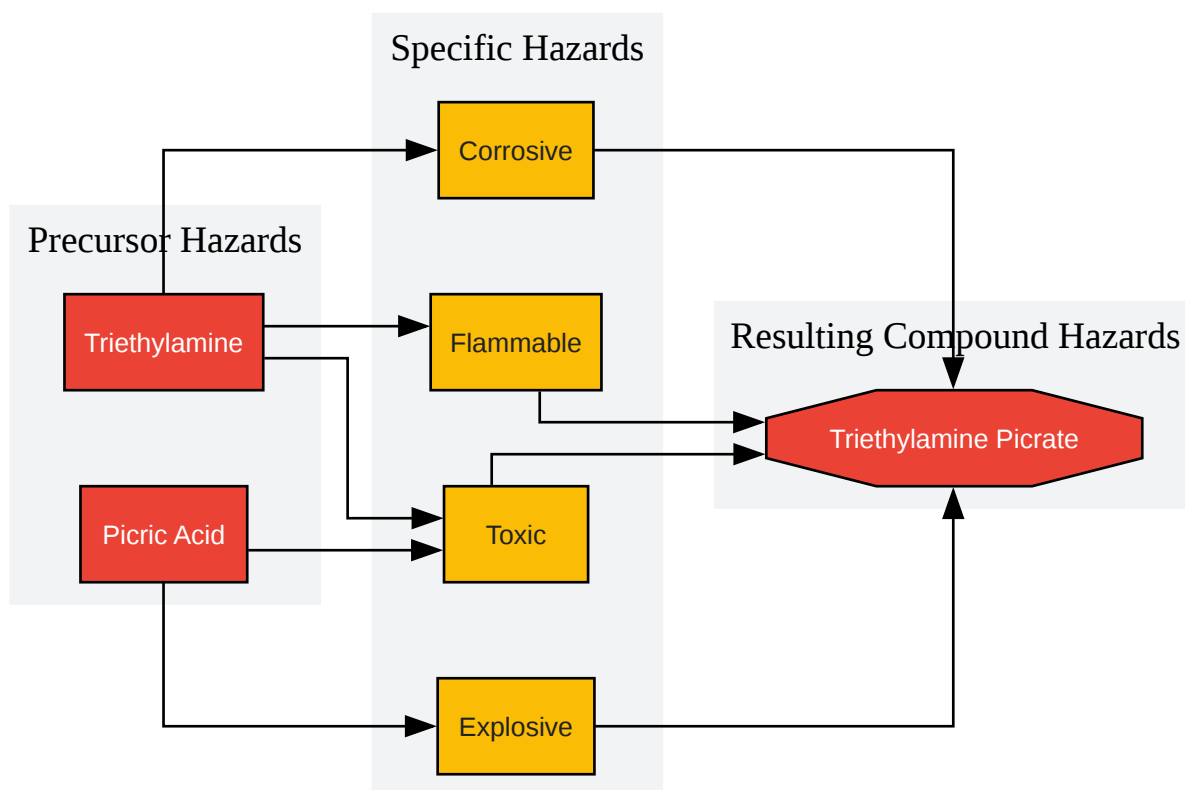 Specific Hazards
Corrosive
Precursor Hazards
Triethylamine
Flammable
Resulting Compound Hazards
Triethylamine Picrate
Picric Acid
Toxic
Explosive